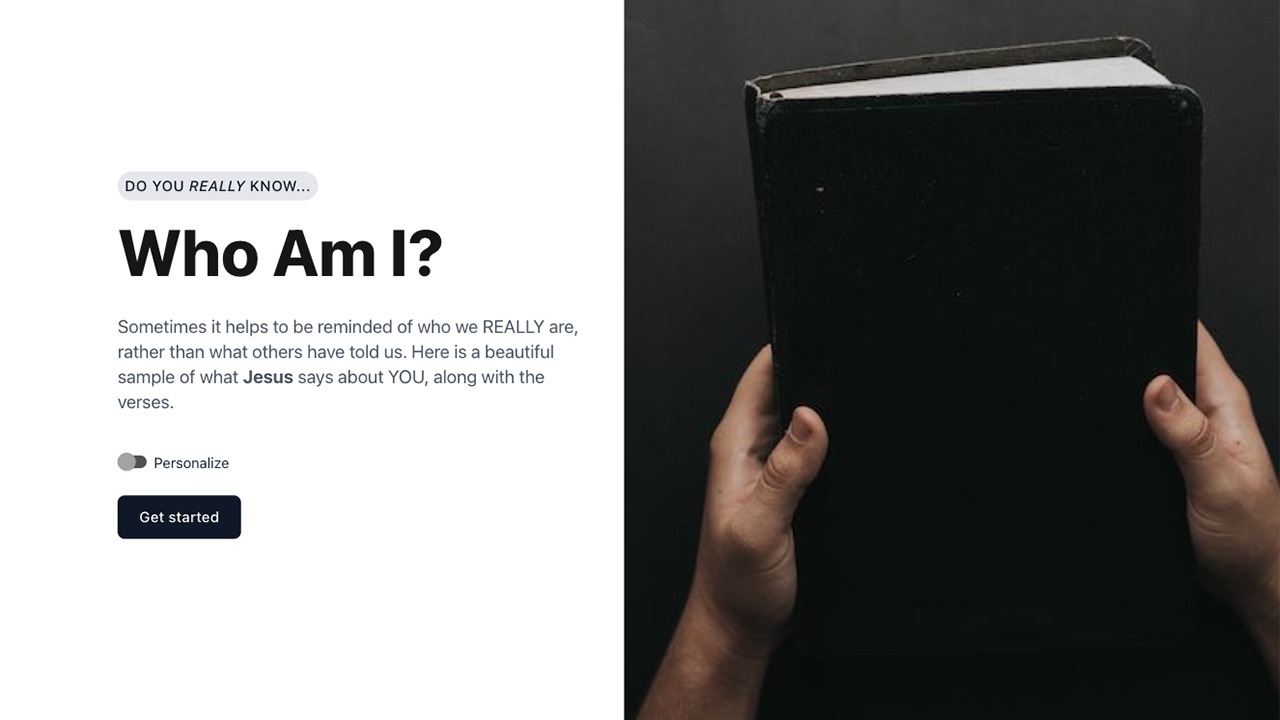 DO YOU REALLY KNOW...
Who Am I?
Sometimes it helps to be reminded of who we REALLY are,
rather than what others have told us. Here is a beautiful
sample of what Jesus says about YOU, along with the
verses.
Personalize
Get started